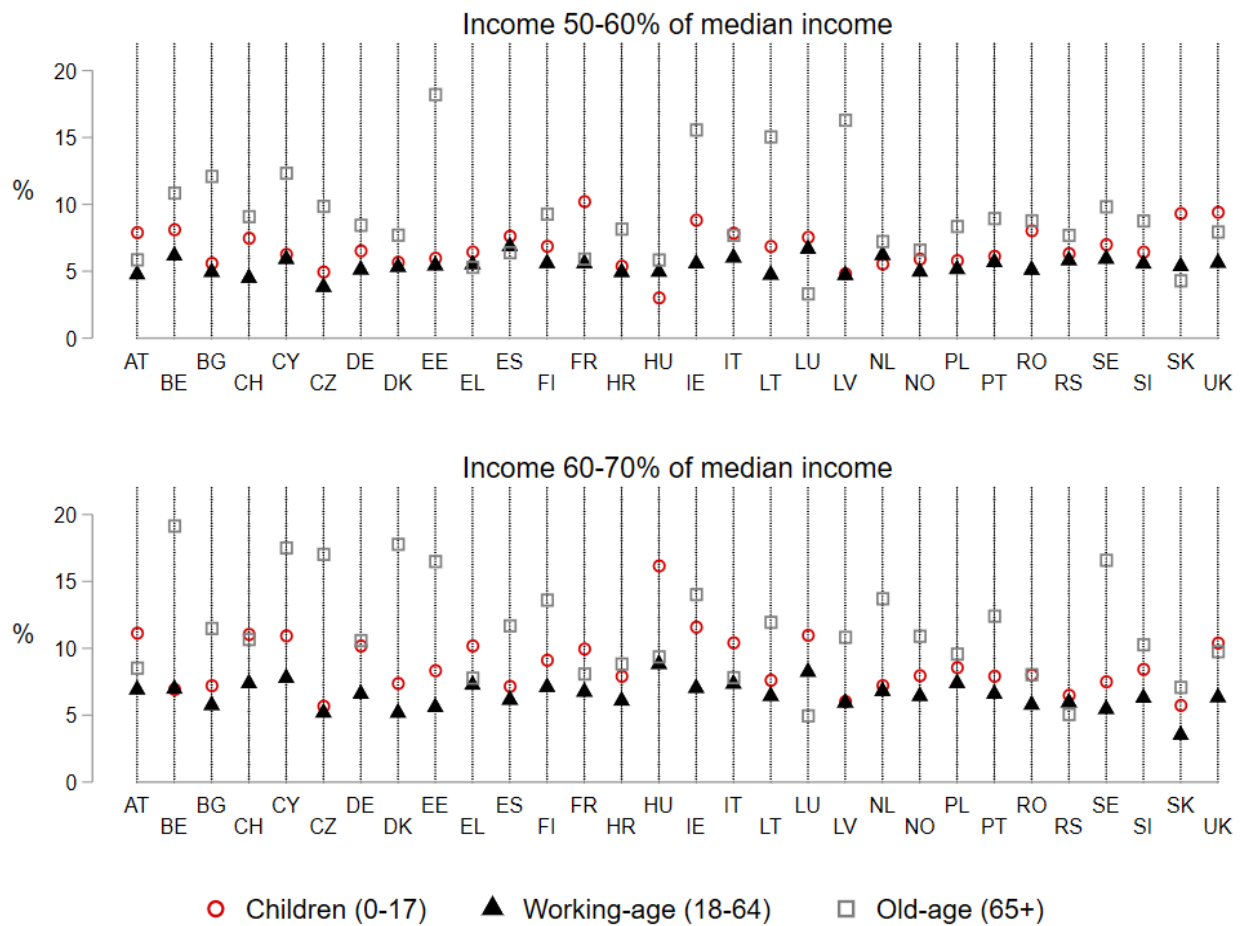 Income 50-60% of median income
20
15
%
10
5
0
AT BG CY DE EE ES FR HU IT LU NL PL RO SE SK
BE CH CZ DK EL FI HR IE LT LV NO PT RS SI UK
Income 60-70% of median income
20
15
%
10
5
0
AT BG CY DE EE ES FR HU IT LU NL PL RO SE SK
BE CH CZ DK EL FI HR IE LT LV NO PT RS SI UK
Children (0-17) Working-age (18-64) Old-age (65+)